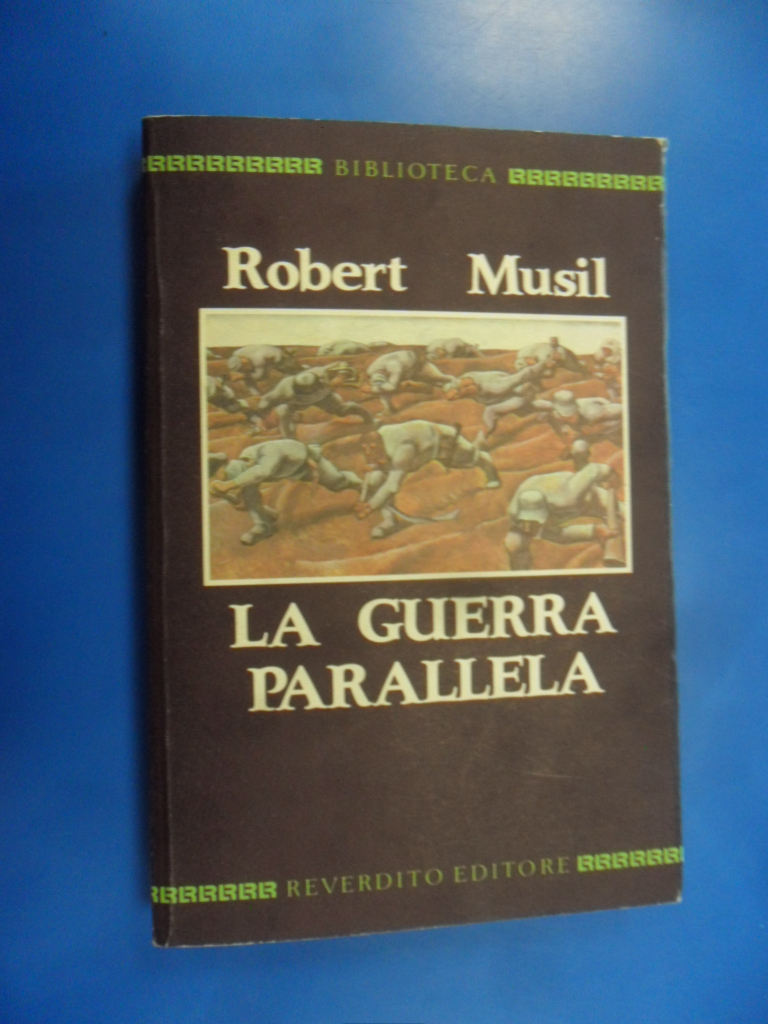 BIBLIOTECA
Robert Musil
LA GUERRA
PARALLELA
REVERDITO EDITORE